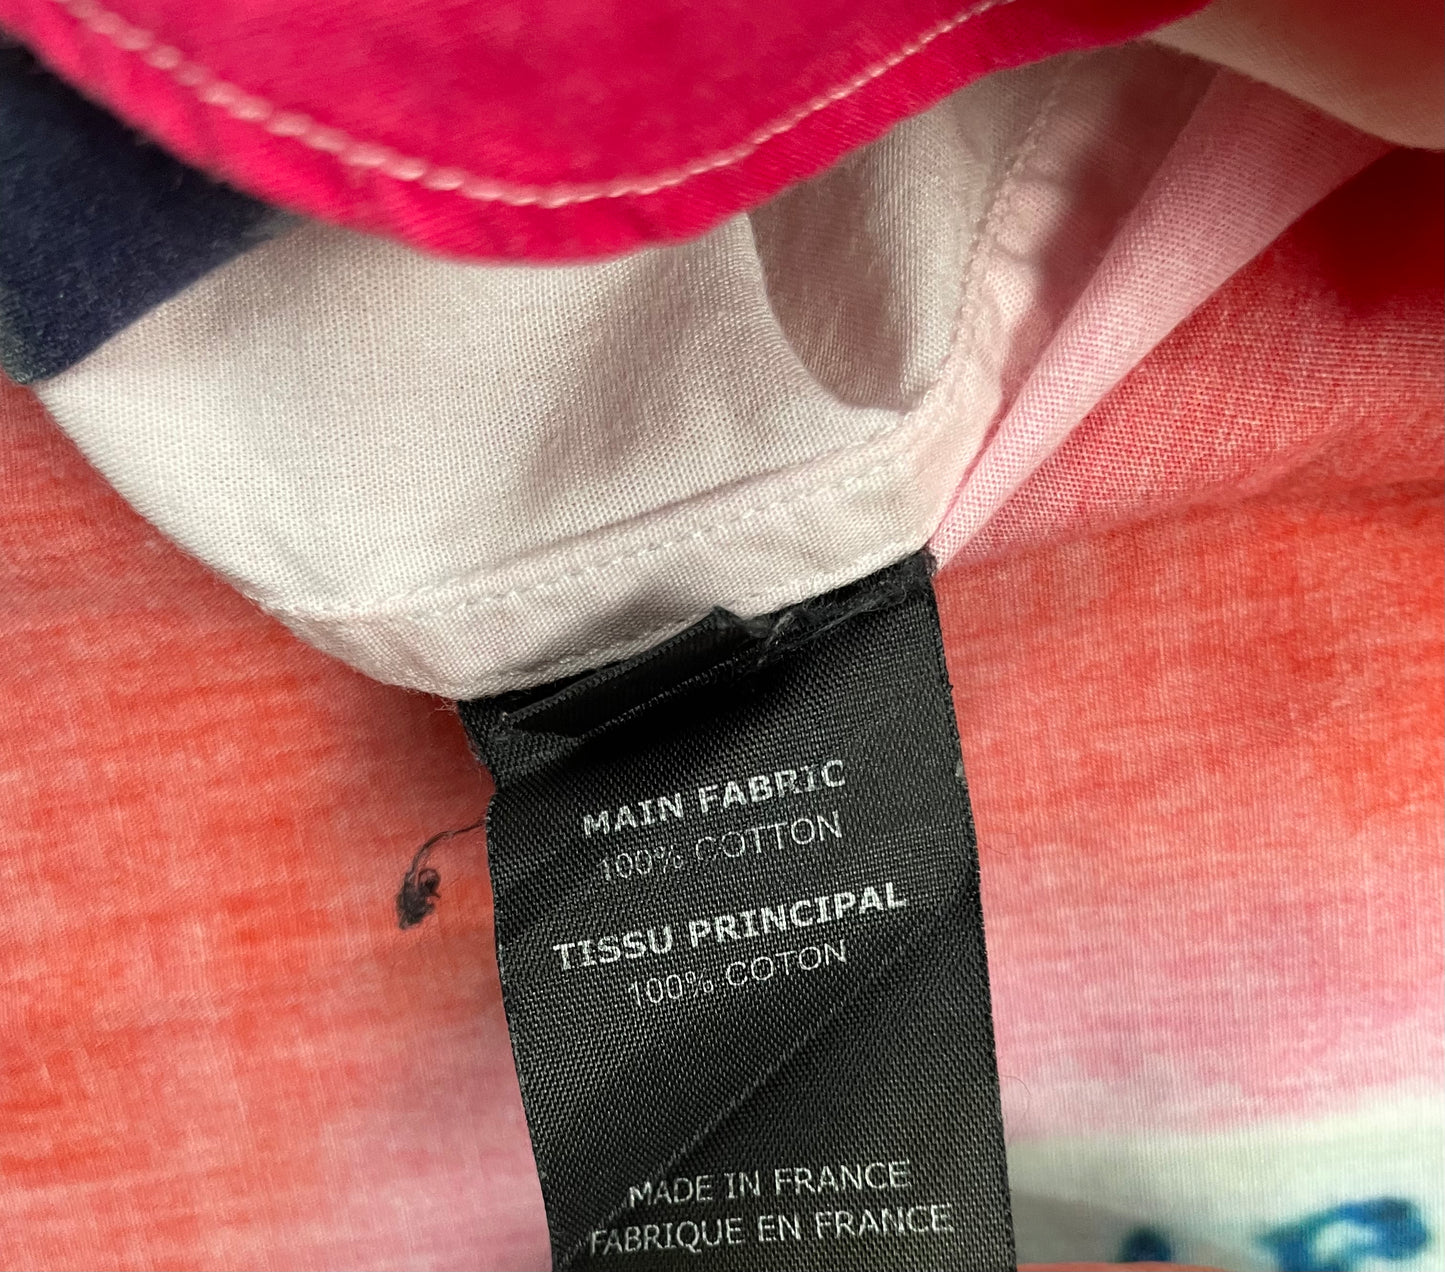 MAIN FABRIC
100% COTTON
TISSU PRINCIPAL
100% COTON
MADE IN FRANCE
FABRIQUE EN FRANCE